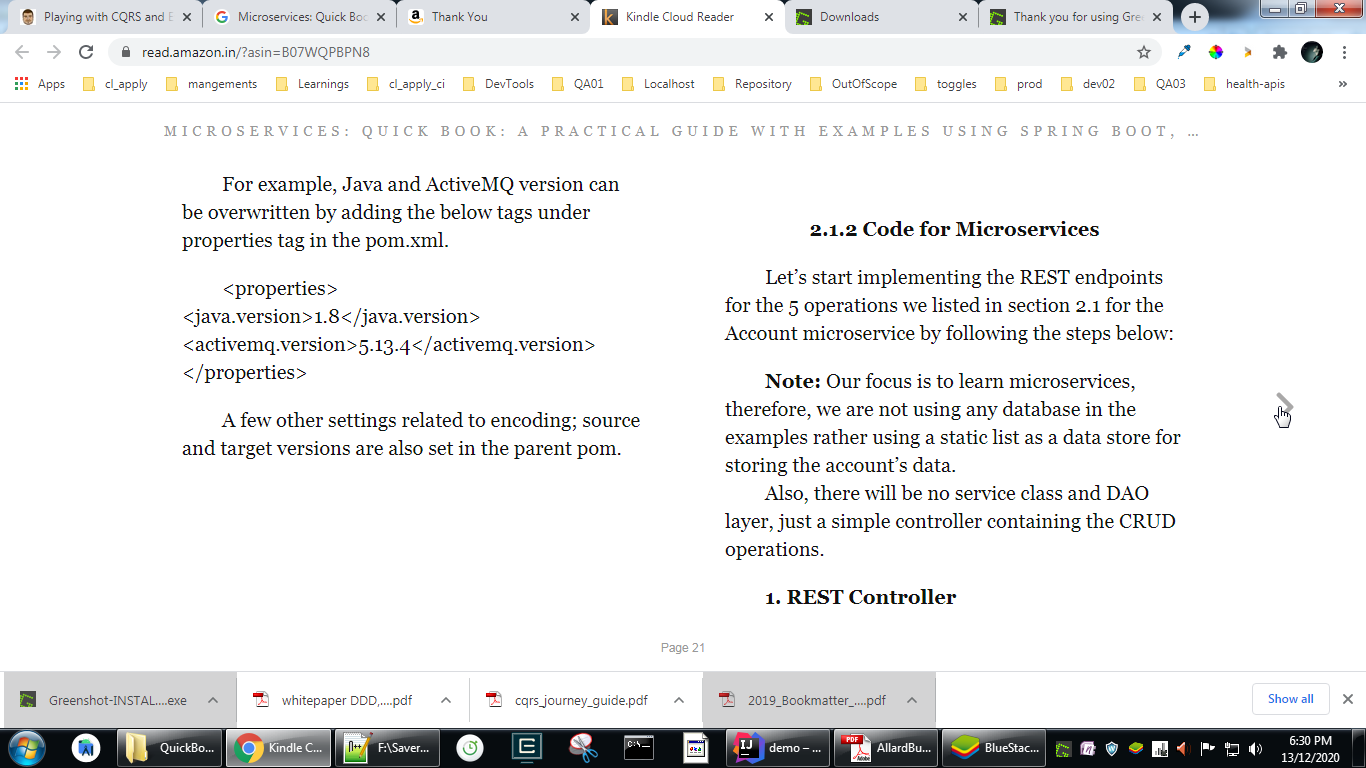 Playing with CQRS and E
Microservices: Quick Boo
Thank You
Kindle Cloud Reader
Downloads
Thank you for using Gree
read.amazon.in/?asin=B07WQPBPN8
Apps
cl_apply
mangements
Learnings
cl_apply_ci
DevTools
QA01
Localhost
Repository
OutOfScope
toggles
prod
dev02
QA03
health-apis
»
MICROSERVICES: QUICK BOOK: A PRACTICAL GUIDE WITH EXAMPLES USING SPRING BOOT, ...
For example, Java and ActiveMQ version can
be overwritten by adding the below tags under
properties tag in the pom.xml.
<properties>
<java.version>1.8</java.version>
<activemq.version>5.13.4</activemq.version>
</properties>
A few other settings related to encoding; source
and target versions are also set in the parent pom.
2.1.2 Code for Microservices
Let’s start implementing the REST endpoints
for the 5 operations we listed in section 2.1 for the
Account microservice by following the steps below:
Note: Our focus is to learn microservices,
therefore, we are not using any database in the
examples rather using a static list as a data store for
storing the account’s data.
Also, there will be no service class and DAO
layer, just a simple controller containing the CRUD
operations.
1. REST Controller
Page 21
Greenshot-INSTAL....exe
whitepaper DDD,....pdf
cqrs_journey_guide.pdf
2019_Bookmatter_....pdf
Show all
QuickBo...
Kindle C...
F:\Saver...
demo – ...
AllardBu...
BlueStac...
6:30 PM
13/12/2020